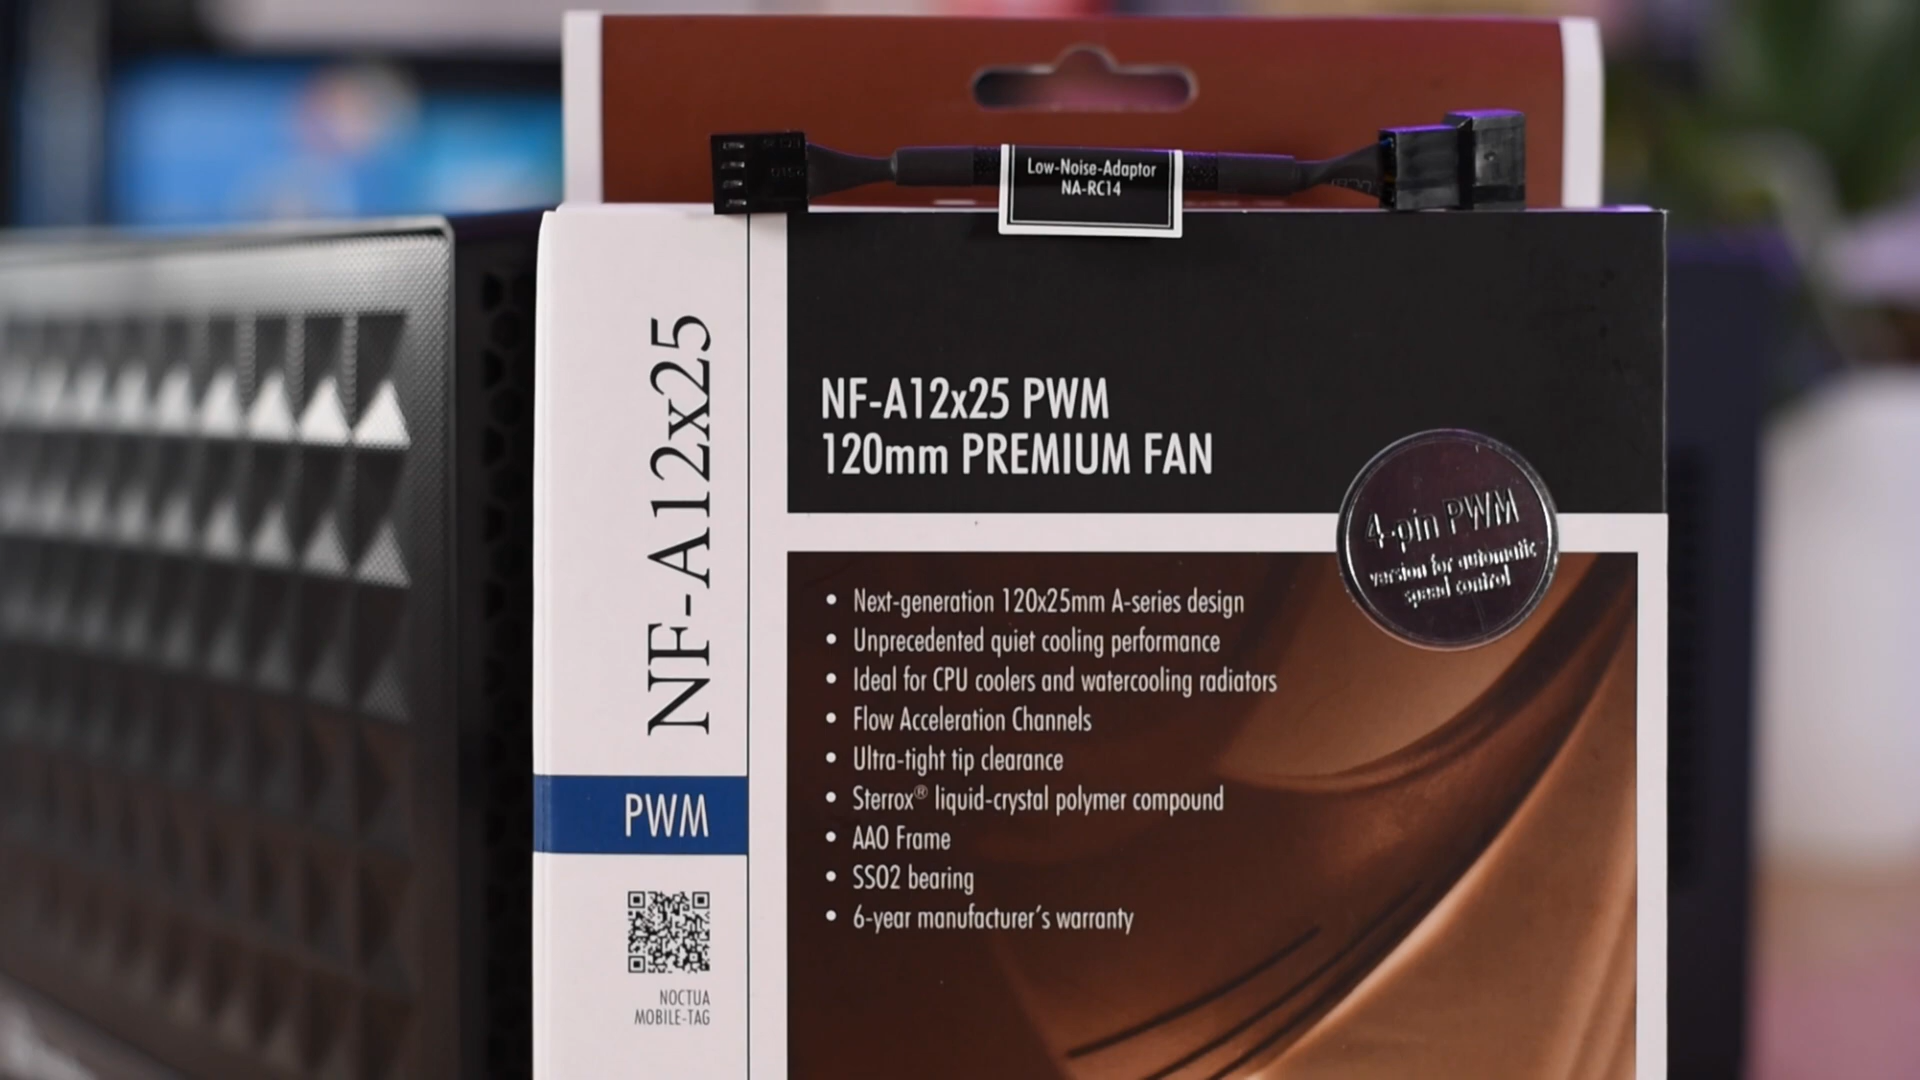 Low-Noise-Adaptor
NA-RC14
NF-A12x25
PWM
NOCTUA
MOBILE-TAG
NF-A12x25 PWM
120mm PREMIUM FAN
4-pin PWM
version for automatic
speed control
• Next-generation 120x25mm A-series design
• Unprecedented quiet cooling performance
• Ideal for CPU coolers and watercooling radiators
• Flow Acceleration Channels
• Ultra-tight tip clearance
• Sterrox® liquid-crystal polymer compound
• AAO Frame
• SSO2 bearing
• 6-year manufacturer's warranty